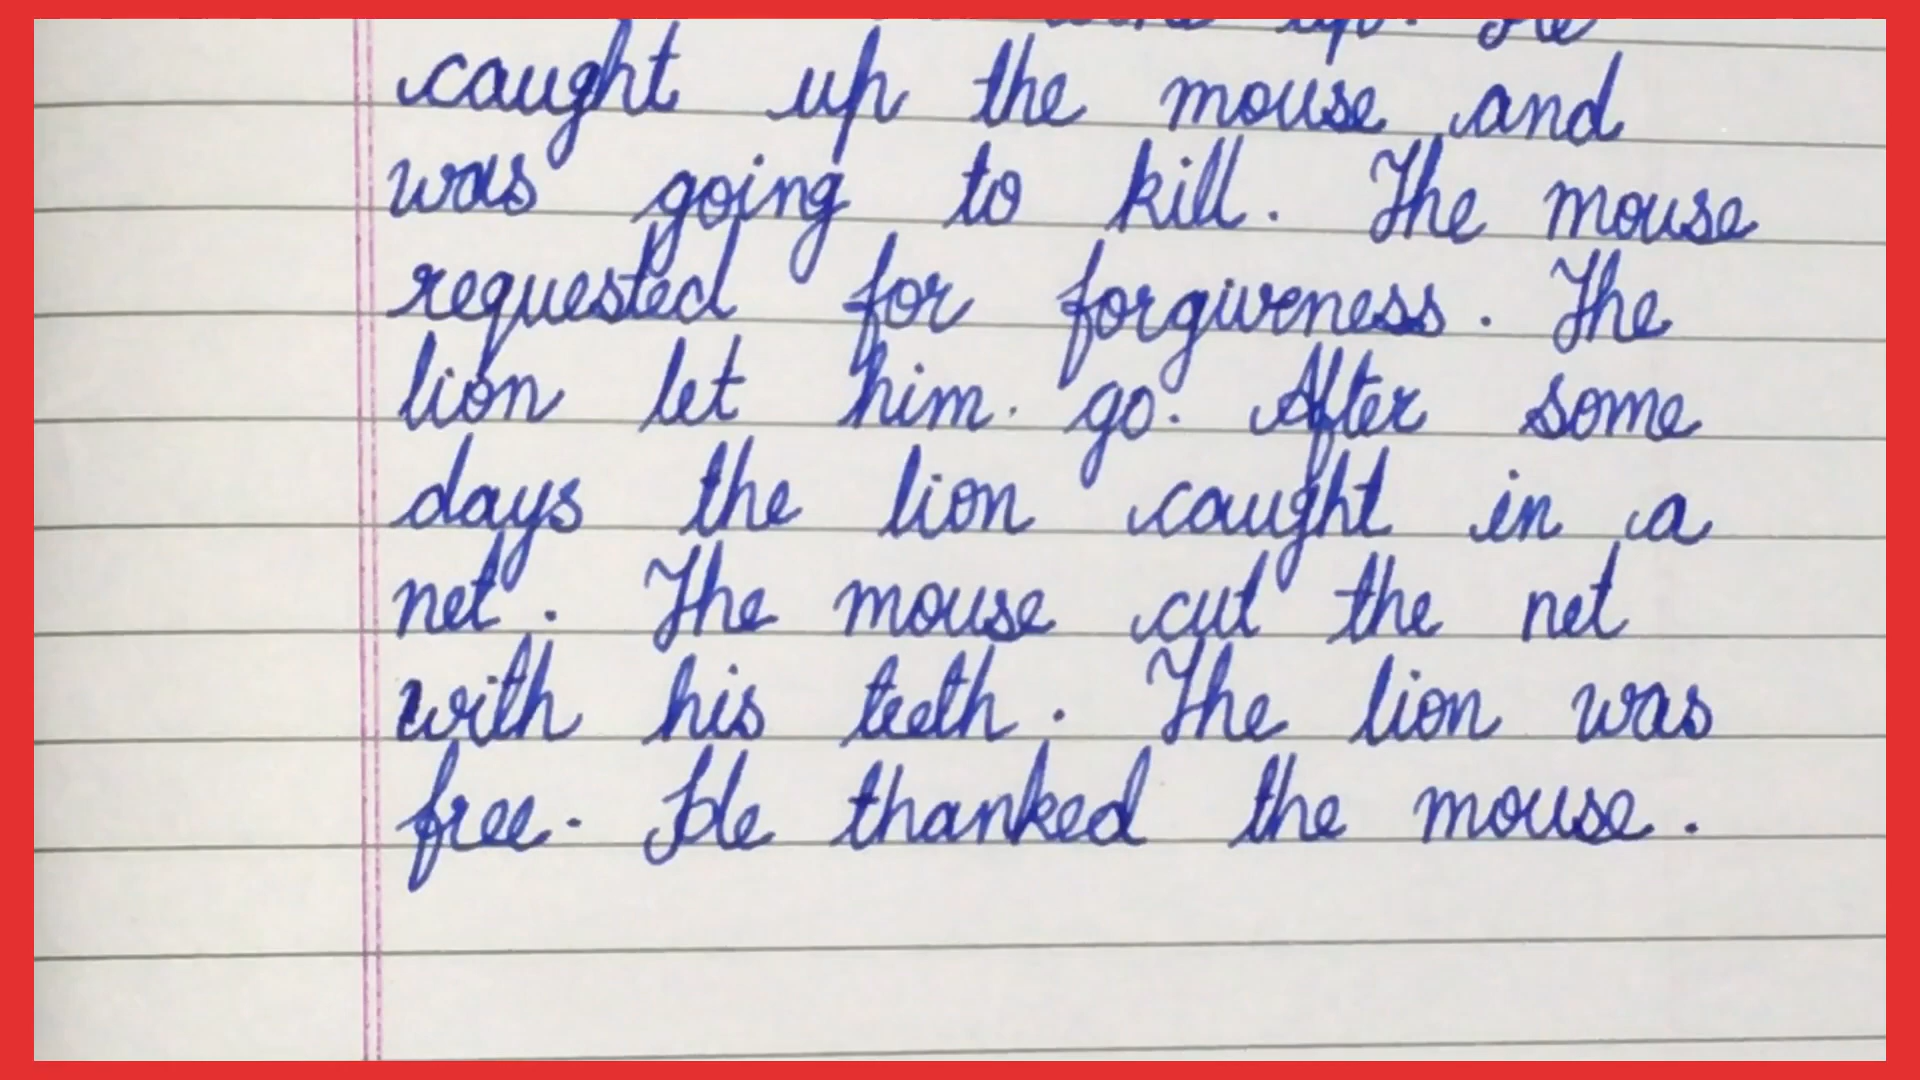 up. He
caught up the mouse and
was going to kill. The mouse
requested for forgiveness. The
lion let him. go. After some
days the lion caught in a
net. The mouse cut the net
with his teeth. The lion was
free. He thanked the mouse.